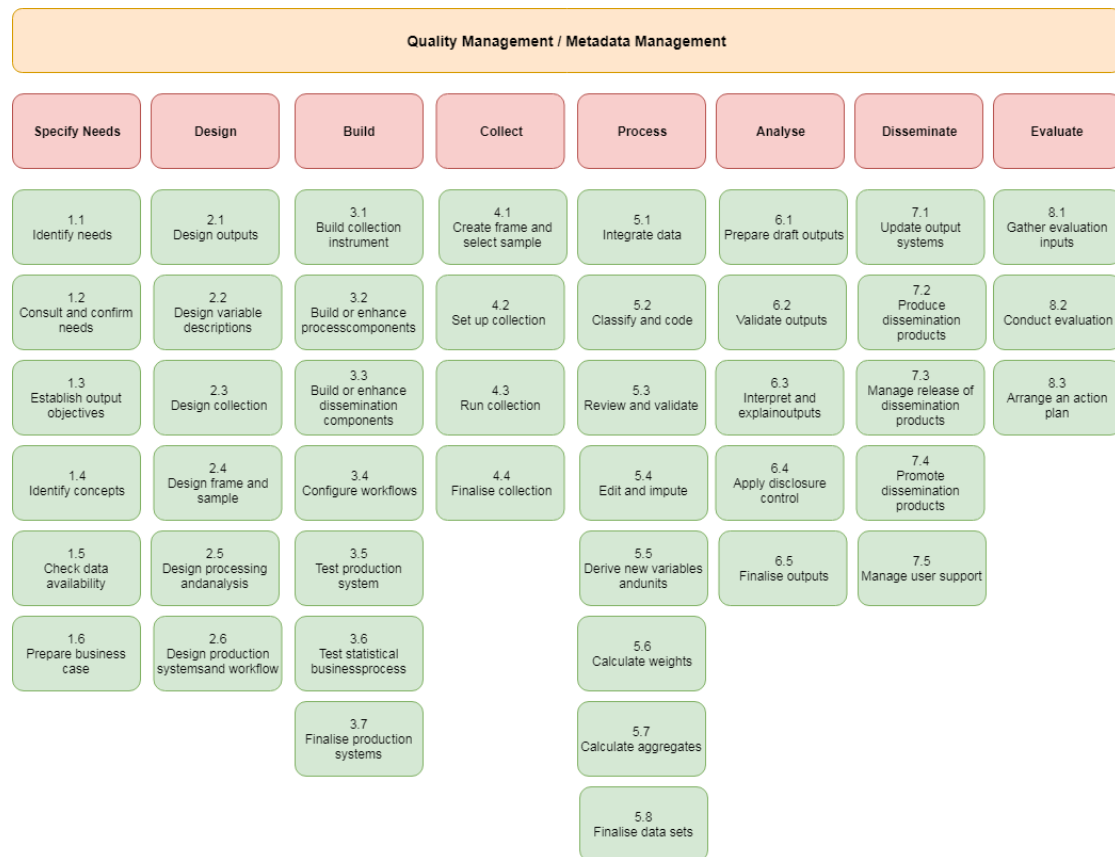 Quality Management / Metadata Management
Specify Needs
Design
Build
Collect
Process
Analyse
Disseminate
Evaluate
1.1
Identify needs
2.1
Design outputs
3.1
Build collection
instrument
4.1
Create frame and
select sample
5.1
Integrate data
6.1
Prepare draft outputs
7.1
Update output
systems
8.1
Gather evaluation
inputs
1.2
Consult and confirm
needs
2.2
Design variable
descriptions
3.2
Build or enhance
processcomponents
4.2
Set up collection
5.2
Classify and code
6.2
Validate outputs
7.2
Produce
dissemination
products
8.2
Conduct evaluation
1.3
Establish output
objectives
2.3
Design collection
3.3
Build or enhance
dissemination
components
4.3
Run collection
5.3
Review and validate
6.3
Interpret and
explainoutputs
7.3
Manage release of
dissemination
products
8.3
Arrange an action
plan
1.4
Identify concepts
2.4
Design frame and
sample
3.4
Configure workflows
4.4
Finalise collection
5.4
Edit and impute
6.4
Apply disclosure
control
7.4
Promote
dissemination
products
1.5
Check data
availability
2.5
Design processing
andanalysis
3.5
Test production
system
5.5
Derive new variables
andunits
6.5
Finalise outputs
7.5
Manage user support
1.6
Prepare business
case
2.6
Design production
systemsand workflow
3.6
Test statistical
businessprocess
5.6
Calculate weights
3.7
Finalise production
systems
5.7
Calculate aggregates
5.8
Finalise data sets